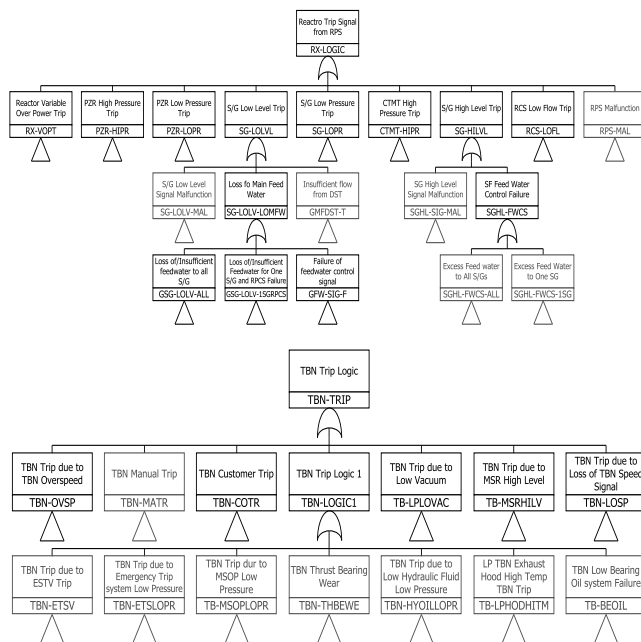 Reactro Trip Signal
from RPS
RX-LOGIC
Reactor Variable
Over Power Trip
RX-VOPT
PZR High Pressure
Trip
PZR-HIPR
PZR Low Pressure
Trip
PZR-LOPR
S/G Low Level Trip
SG-LOLVL
S/G Low Pressure
Trip
SG-LOPR
CTMT High
Pressure Trip
CTMT-HIPR
S/G High Level Trip
SG-HILVL
RCS Low Flow Trip
RCS-LOFL
RPS Malfunction
RPS-MAL
S/G Low Level
Signal Malfunction
SG-LOLV-MAL
Loss fo Main Feed
Water
SG-LOLV-LOMFW
Insufficient flow
from DST
GMFDST-T
SG High Level
Signal Malfunction
SGHL-SIG-MAL
SF Feed Water
Control Failure
SGHL-FWCS
Loss of/Insufficient
feedwater to all
S/G
GSG-LOLV-ALL
Loss of/Insufficient
Feedwater for One
S/G and RPCS Failure
GSG-LOLV-1SGRPCS
Failure of
feedwater control
signal
GFW-SIG-F
Excess Feed water
to All S/Gs
SGHL-FWCS-ALL
Excess Feed Water
to One SG
SGHL-FWCS-1SG
TBN Trip Logic
TBN-TRIP
TBN Trip due to
TBN Overspeed
TBN-OVSP
TBN Manual Trip
TBN-MATR
TBN Customer Trip
TBN-COTR
TBN Trip Logic 1
TBN-LOGIC1
TBN Trip due to
Low Vacuum
TB-LPLOVAC
TBN Trip due to
MSR High Level
TB-MSRHILV
TBN Trip due to
Loss of TBN Speed
Signal
TBN-LOSP
TBN Trip due to
ESTV Trip
TBN-ETSV
TBN Trip due to
Emergency Trip
system Low Pressure
TBN-ETSLOPR
TBN Trip dur to
MSOP Low
Pressure
TB-MSOPLOPR
TBN Thrust Bearing
Wear
TBN-THBEWE
TBN Trip due to
Low Hydraulic Fluid
Low Pressure
TBN-HYOILLOPR
LP TBN Exhaust
Hood High Temp
TBN Trip
TB-LPHODHITM
TBN Low Bearing
Oil system Failure
TB-BEOIL